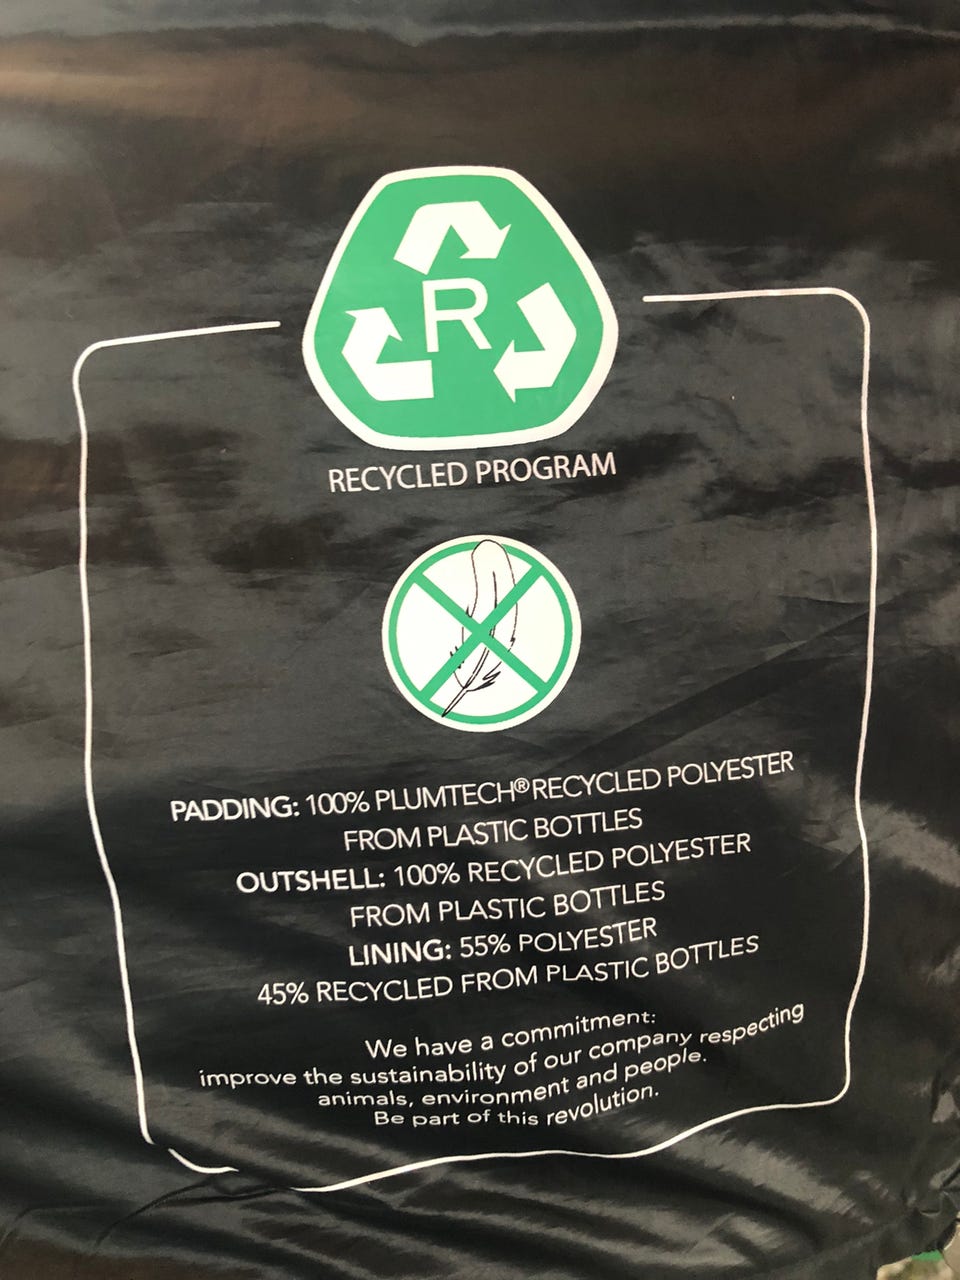 R
RECYCLED PROGRAM
PADDING: 100% PLUMTECH® RECYCLED POLYESTER
FROM PLASTIC BOTTLES
OUTSHELL: 100% RECYCLED POLYESTER
FROM PLASTIC BOTTLES
LINING: 55% POLYESTER
45% RECYCLED FROM PLASTIC BOTTLES
We have a commitment:
improve the sustainability of our company respecting
animals, environment and people.
Be part of this revolution.